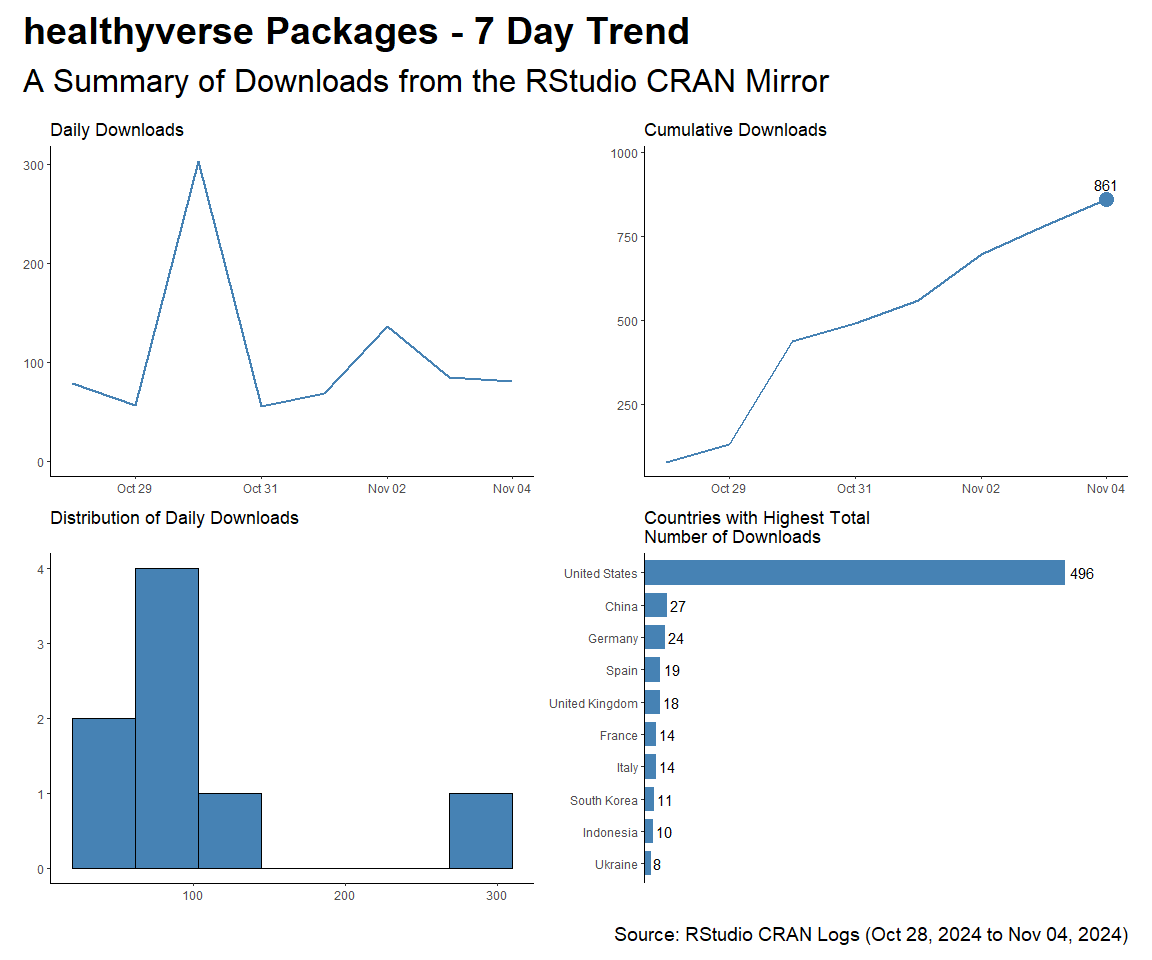 healthyverse Packages - 7 Day Trend
A Summary of Downloads from the RStudio CRAN Mirror
Daily Downloads
300
200
100
0
Oct 29
Oct 31
Nov 02
Nov 04
Cumulative Downloads
1000
750
500
250
861
Oct 29
Oct 31
Nov 02
Nov 04
Distribution of Daily Downloads
4
3
2
1
0
100
200
300
Countries with Highest Total
Number of Downloads
United States 496
China 27
Germany 24
Spain 19
United Kingdom 18
France 14
Italy 14
South Korea 11
Indonesia 10
Ukraine 8
Source: RStudio CRAN Logs (Oct 28, 2024 to Nov 04, 2024)